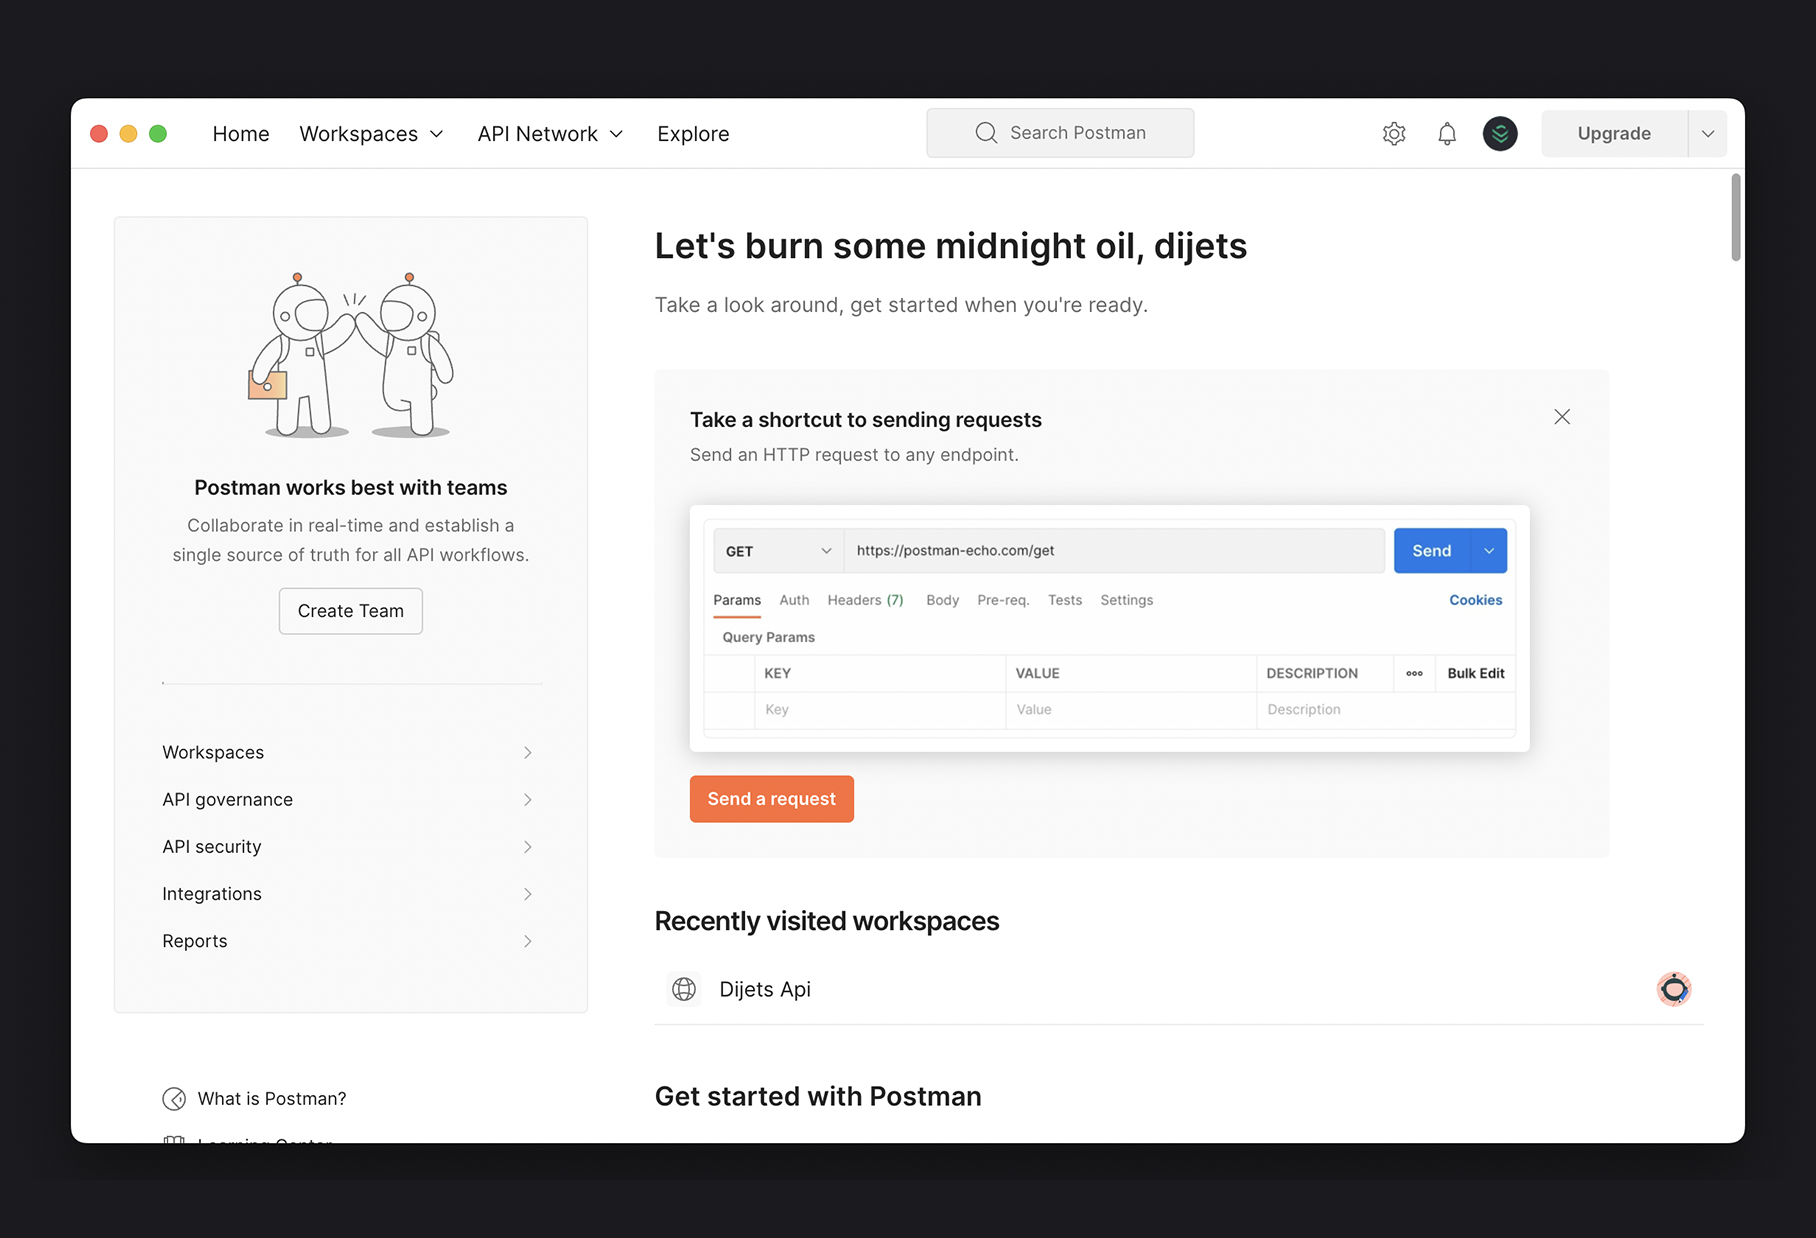 Home Workspaces API Network Explore Search Postman Upgrade
Postman works best with teams
Collaborate in real-time and establish a
single source of truth for all API workflows.
Create Team
Workspaces
API governance
API security
Integrations
Reports
What is Postman?
Learning Center
Let's burn some midnight oil, dijets
Take a look around, get started when you're ready.
Take a shortcut to sending requests
Send an HTTP request to any endpoint.
GET https://postman-echo.com/get Send
Params Auth Headers (7) Body Pre-req. Tests Settings Cookies
Query Params
KEY VALUE DESCRIPTION Bulk Edit
Key Value Description
Send a request
Recently visited workspaces
Dijets Api
Get started with Postman